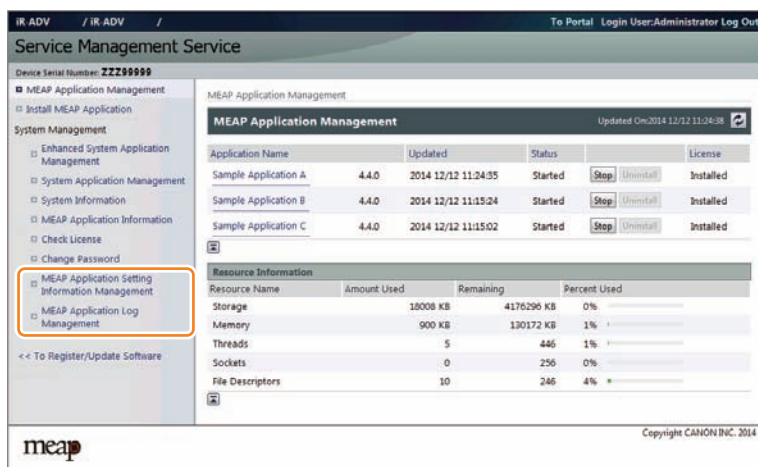 iR-ADV / iR-ADV / To Portal Login User:Administrator Log Out
Service Management Service
Device Serial Number: ZZZ99999
MEAP Application Management
Install MEAP Application
System Management
Enhanced System Application
Management
System Application Management
System Information
MEAP Application Information
Check License
Change Password
MEAP Application Setting
Information Management
MEAP Application Log
Management
<< To Register/Update Software
MEAP Application Management
MEAP Application Management Updated On:2014 12/12 11:24:38
Application Name Updated Status License
Sample Application A 4.4.0 2014 12/12 11:24:35 Started Stop Uninstall Installed
Sample Application B 4.4.0 2014 12/12 11:15:24 Started Stop Uninstall Installed
Sample Application C 4.4.0 2014 12/12 11:15:02 Started Stop Uninstall Installed
Resource Information
Resource Name Amount Used Remaining Percent Used
Storage 18008 KB 4176296 KB 0%
Memory 900 KB 130172 KB 1%
Threads 5 446 1%
Sockets 0 256 0%
File Descriptors 10 246 4%
Copyright CANON INC. 2014
meap